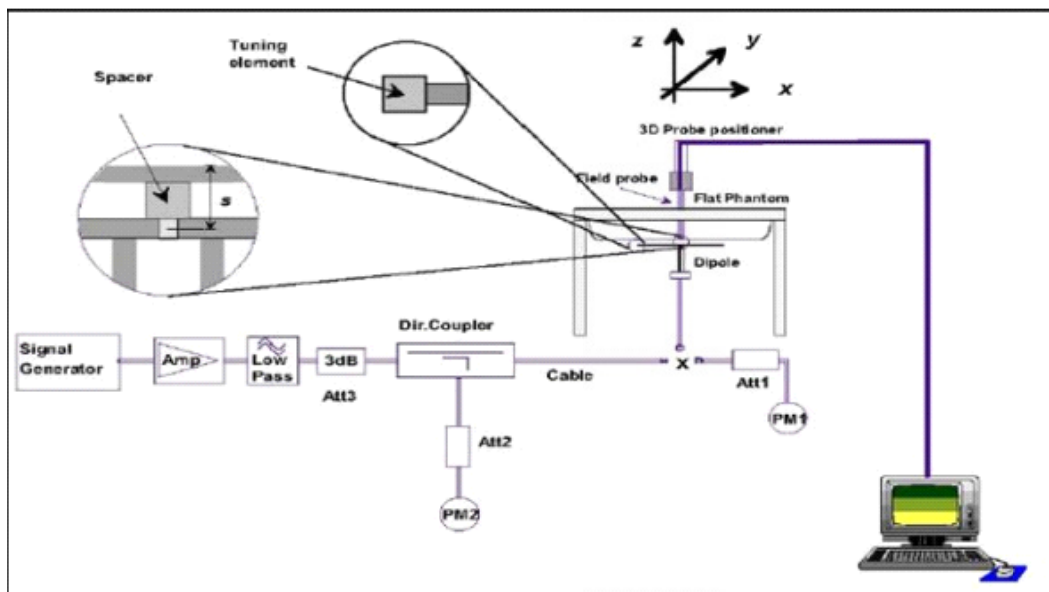 Tuning
element
Spacer
z
y
x
3D Probe positioner
Field probe
Flat Phantom
s
Dipole
Dir.Coupler
Signal
Generator
Amp
Low
Pass
3dB
Att3
Cable
x
Att1
PM1
Att2
PM2